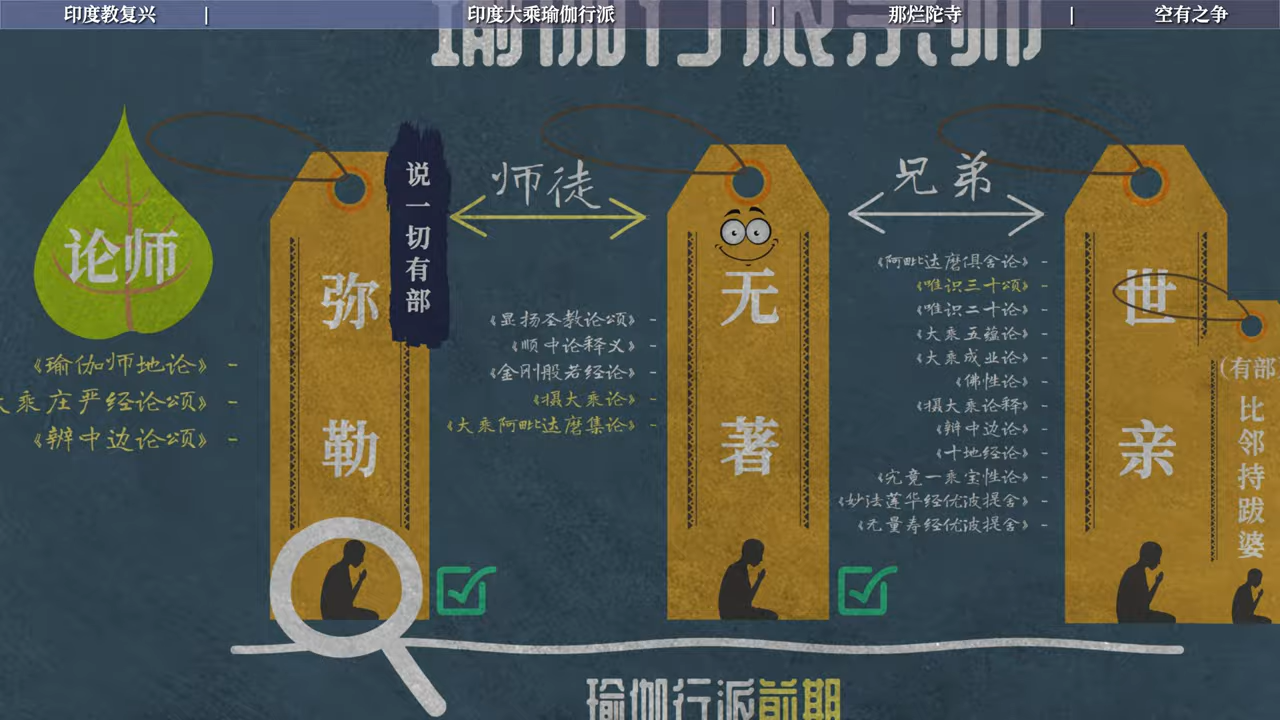 印度教复兴 | 印度大乘瑜伽行派 | 那烂陀寺 | 空有之争
瑜伽行派宗师
论师
《瑜伽师地论》-
大乘庄严经论颂》-
《辨中边论颂》-
弥勒
说一切有部
师徒
《显扬圣教论颂》-
《顺中论释义》-
《金刚般若经论》-
《摄大乘论》-
《大乘阿毗达磨集论》-
无著
兄弟
《阿毗达磨俱舍论》-
《唯识三十颂》-
《唯识二十论》-
《大乘五蕴论》-
《大乘成业论》-
《佛性论》-
《摄大乘论释》-
《辨中边论》-
《十地经论》-
《究竟一乘宝性论》-
《妙法莲华经优波提舍》-
《无量寿经优波提舍》-
世亲
(有部
比邻持跋婆
瑜伽行派前期